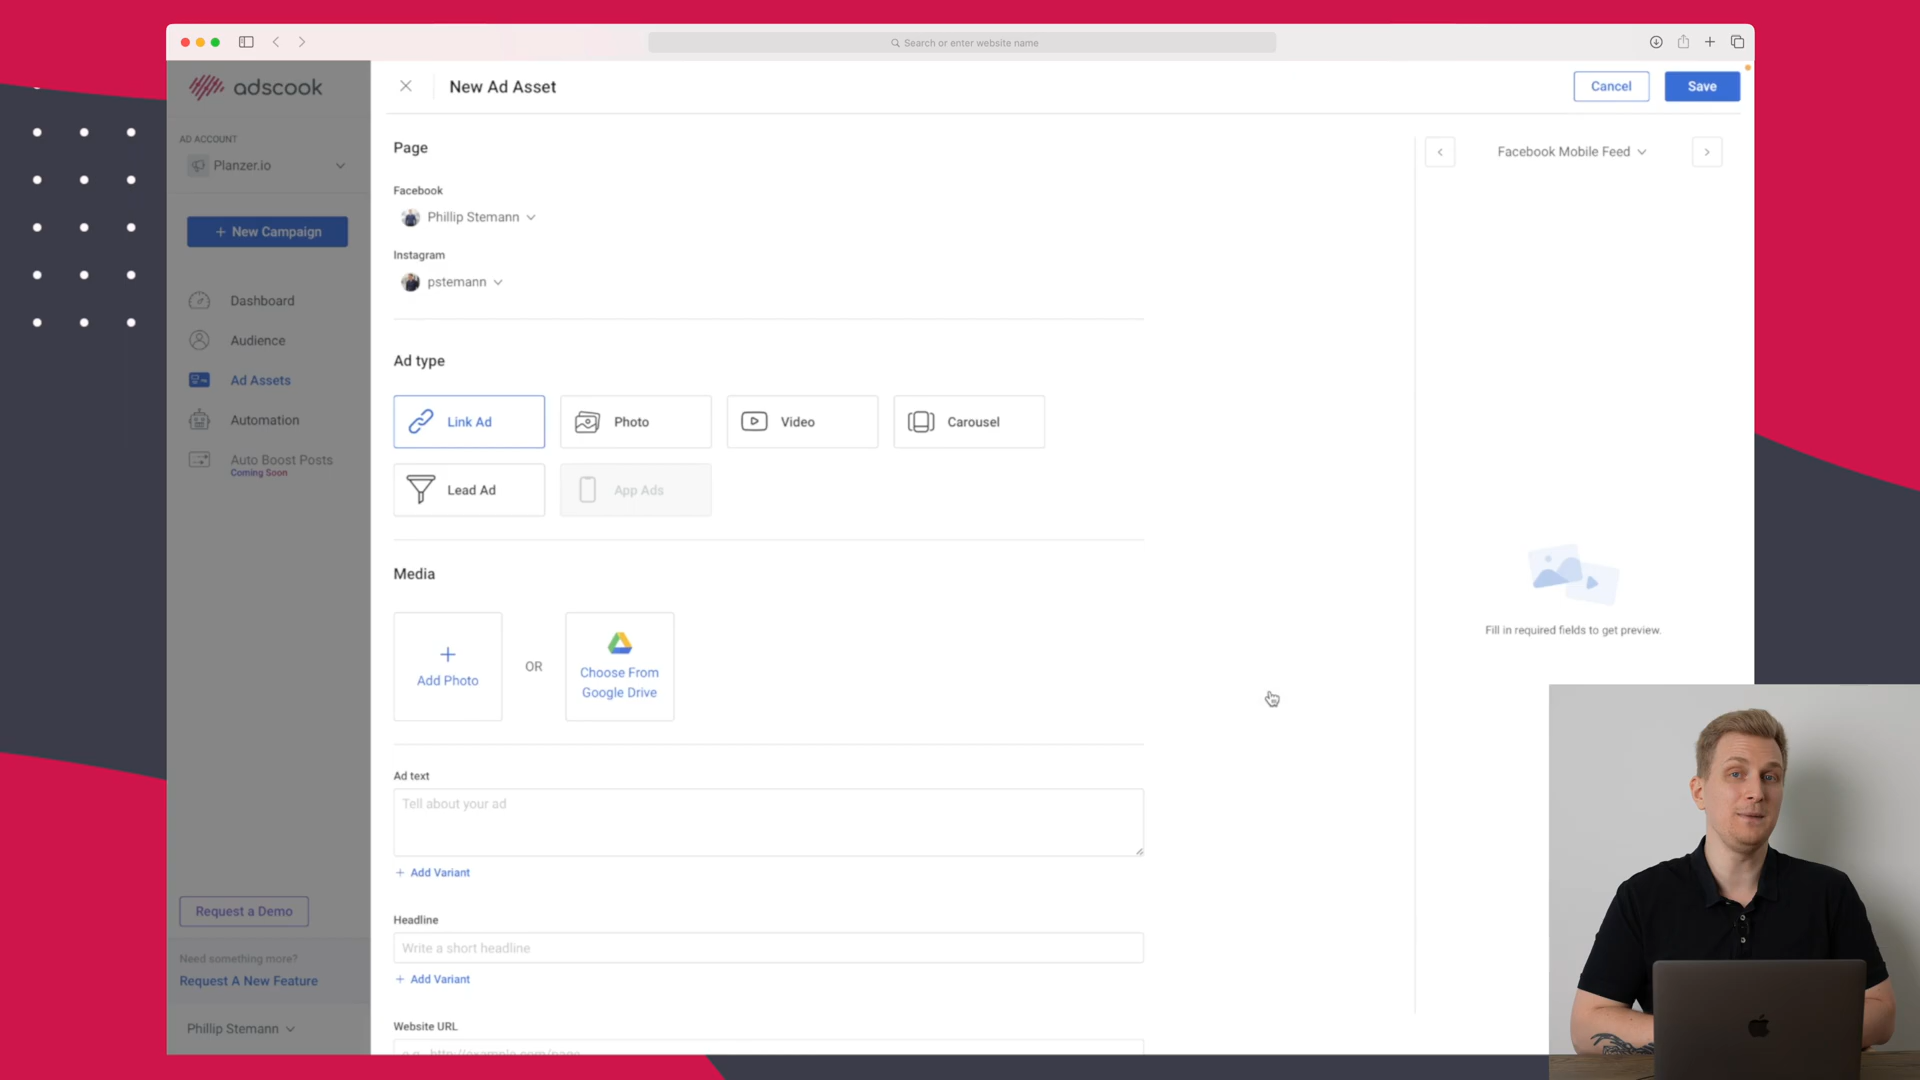 Search or enter website name
adscook
New Ad Asset
Cancel
Save
AD ACCOUNT
Planzer.io
+ New Campaign
Dashboard
Audience
Ad Assets
Automation
Auto Boost Posts
Coming Soon
Request a Demo
Need something more?
Request A New Feature
Phillip Stemann
Page
Facebook
Phillip Stemann
Instagram
pstemann
Ad type
Link Ad
Photo
Video
Carousel
Lead Ad
App Ads
Media
+
Add Photo
OR
Choose From
Google Drive
Ad text
Tell about your ad
+ Add Variant
Headline
Write a short headline
+ Add Variant
Website URL
e.g. http://example.com/page
Facebook Mobile Feed
Fill in required fields to get preview.